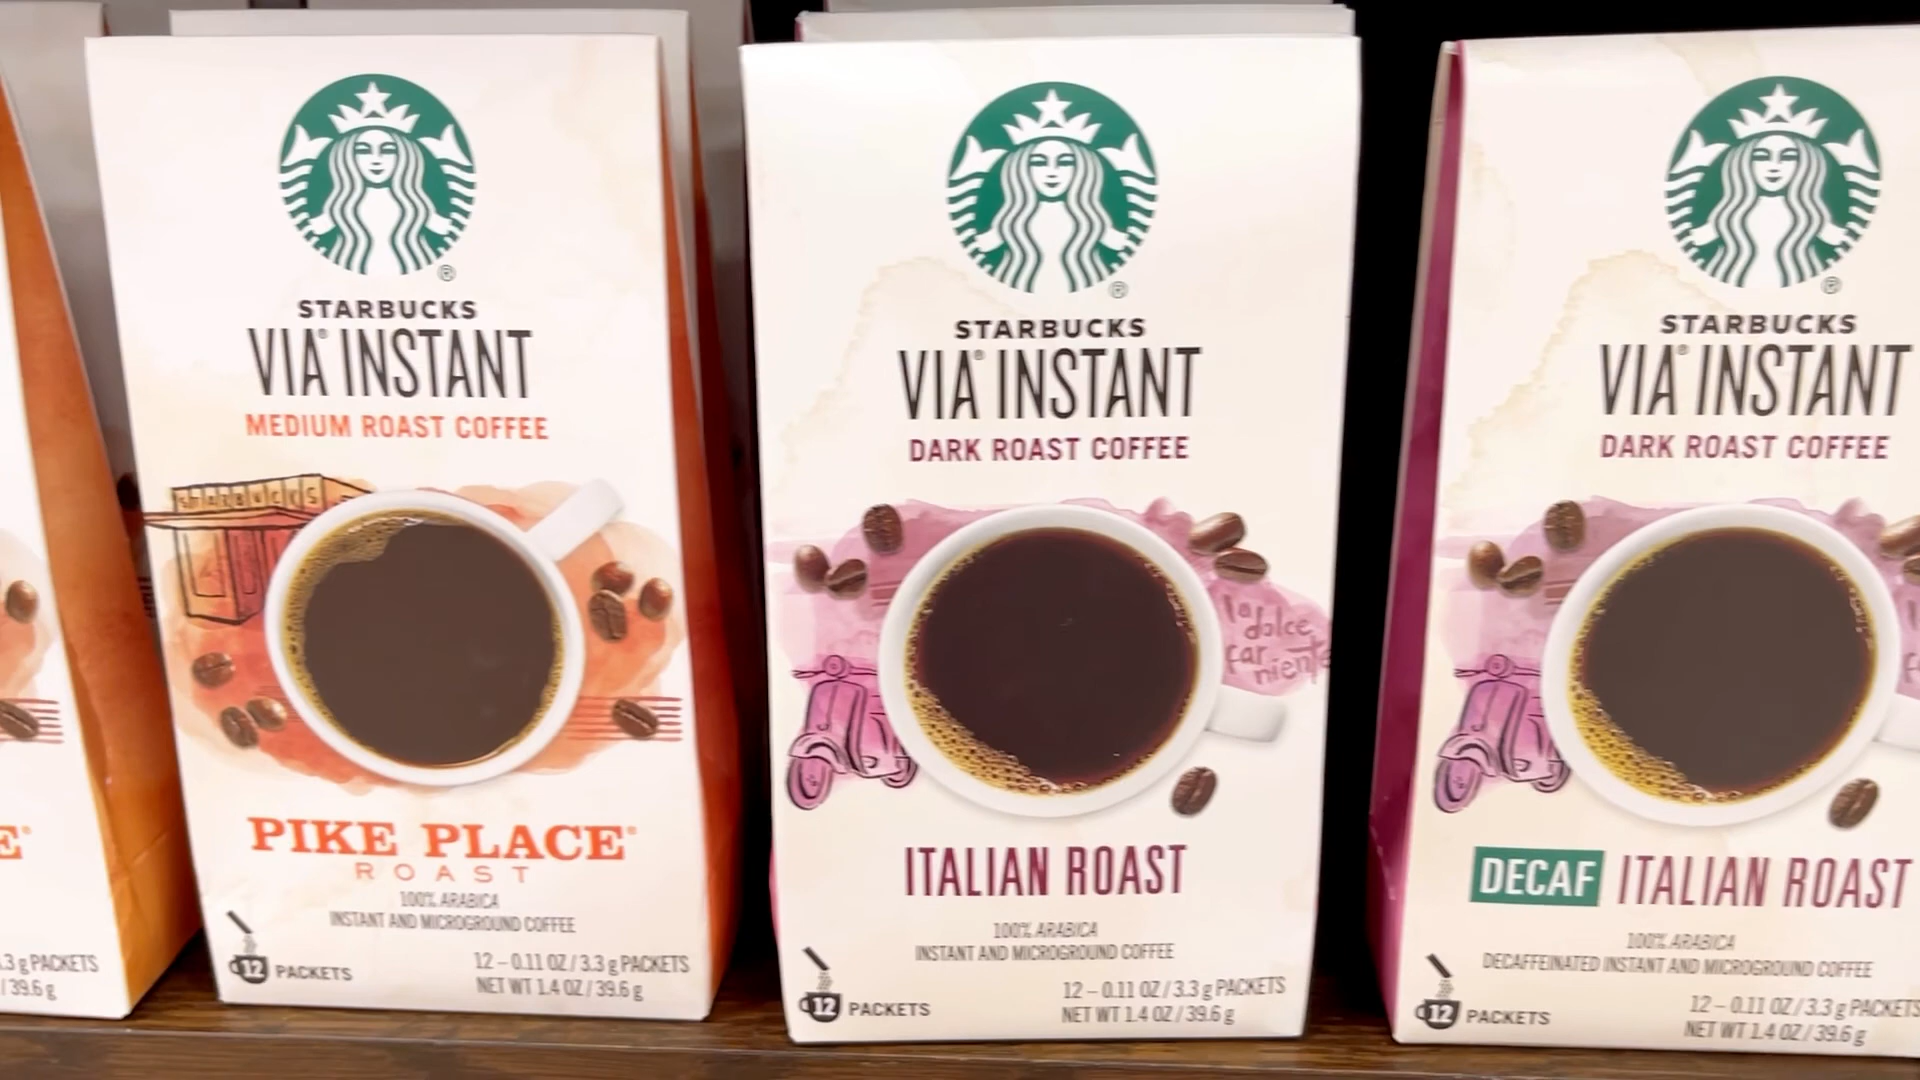 E®
.3 g PACKETS
/ 39.6 g
®
STARBUCKS
VIA® INSTANT
MEDIUM ROAST COFFEE
STARBUCKS
PIKE PLACE®
ROAST
100% ARABICA
INSTANT AND MICROGROUND COFFEE
12 PACKETS
12 – 0.11 OZ / 3.3 g PACKETS
NET WT 1.4 OZ / 39.6 g
®
STARBUCKS
VIA® INSTANT
DARK ROAST COFFEE
la
dolce
far
niente
ITALIAN ROAST
100% ARABICA
INSTANT AND MICROGROUND COFFEE
12 PACKETS
12 – 0.11 OZ / 3.3 g PACKETS
NET WT 1.4 OZ / 39.6 g
®
STARBUCKS
VIA® INSTANT
DARK ROAST COFFEE
DECAF ITALIAN ROAST
100% ARABICA
DECAFFEINATED INSTANT AND MICROGROUND COFFEE
12 PACKETS
12 – 0.11 OZ / 3.3 g PACKETS
NET WT 1.4 OZ / 39.6 g